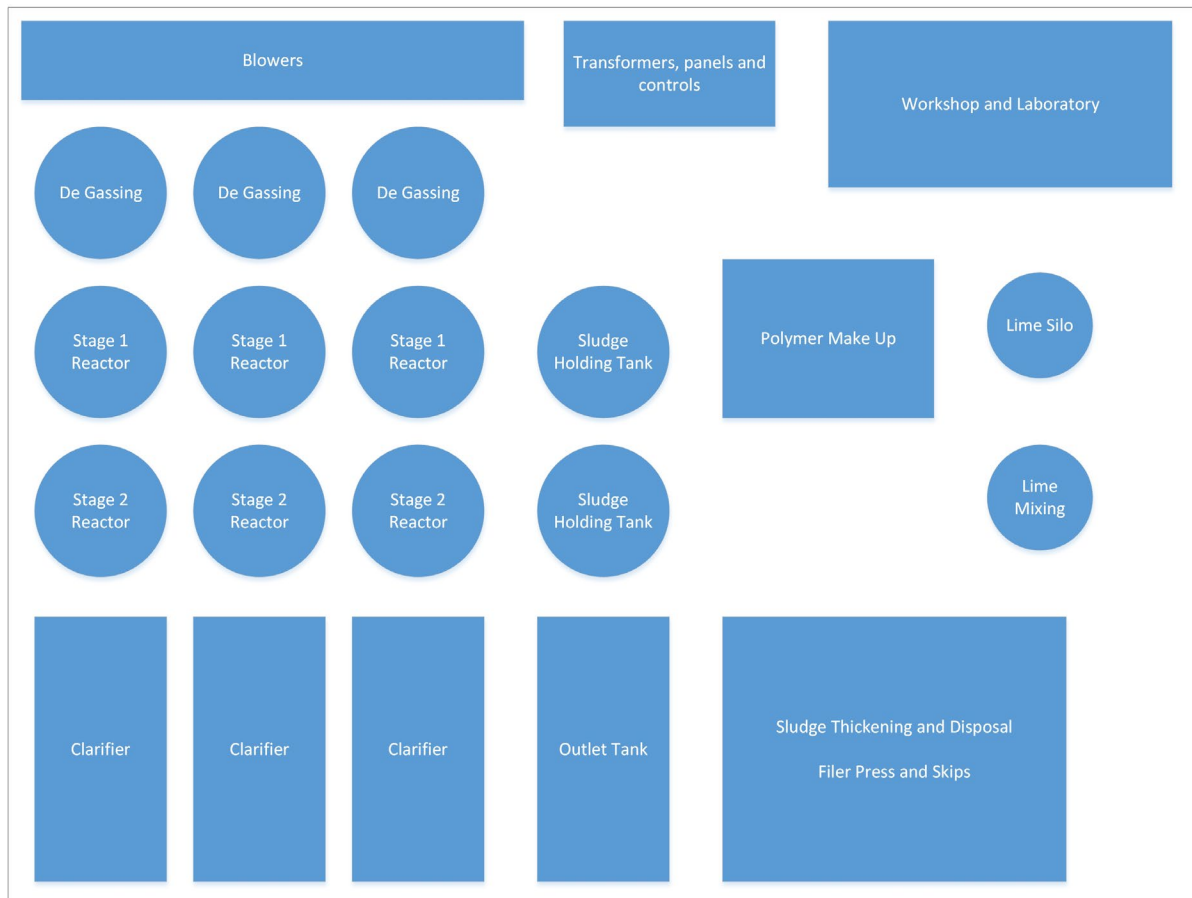 Blowers
Transformers, panels and
controls
Workshop and Laboratory
De Gassing
De Gassing
De Gassing
Stage 1
Reactor
Stage 1
Reactor
Stage 1
Reactor
Sludge
Holding Tank
Polymer Make Up
Lime Silo
Stage 2
Reactor
Stage 2
Reactor
Stage 2
Reactor
Sludge
Holding Tank
Lime
Mixing
Clarifier
Clarifier
Clarifier
Outlet Tank
Sludge Thickening and Disposal
Filer Press and Skips